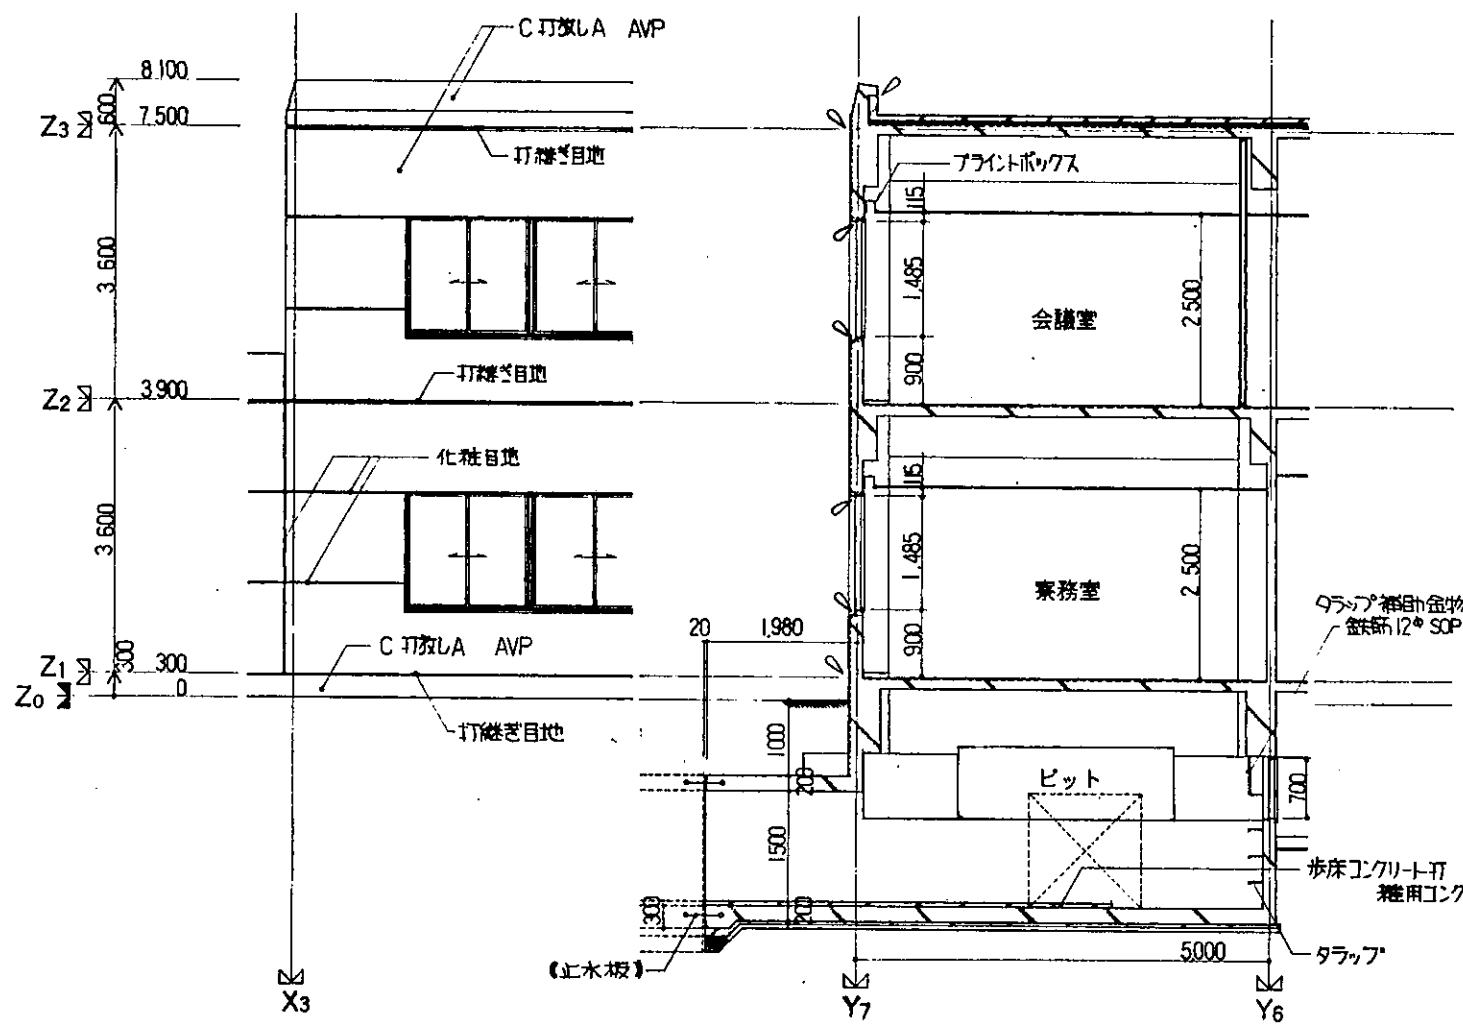 C 打放しA AVP
8.100
600
7.500
Z3
打継ぎ目地
ブラインドボックス
115
3.600
1.485
2.500
会議室
900
打継ぎ目地
Z2
3.900
化粧目地
115
3.600
1.485
2.500
寮務室
タラップ補助金物
鉄筋12φ SOP
20
1.980
900
C 打放しA AVP
Z1
300
300
Z0
0
打継ぎ目地
1000
200
ピット
700
1500
歩床コンクリート打
雑用コンク
300
200
(止水板)
5.000
タラップ
X3
Y7
Y6